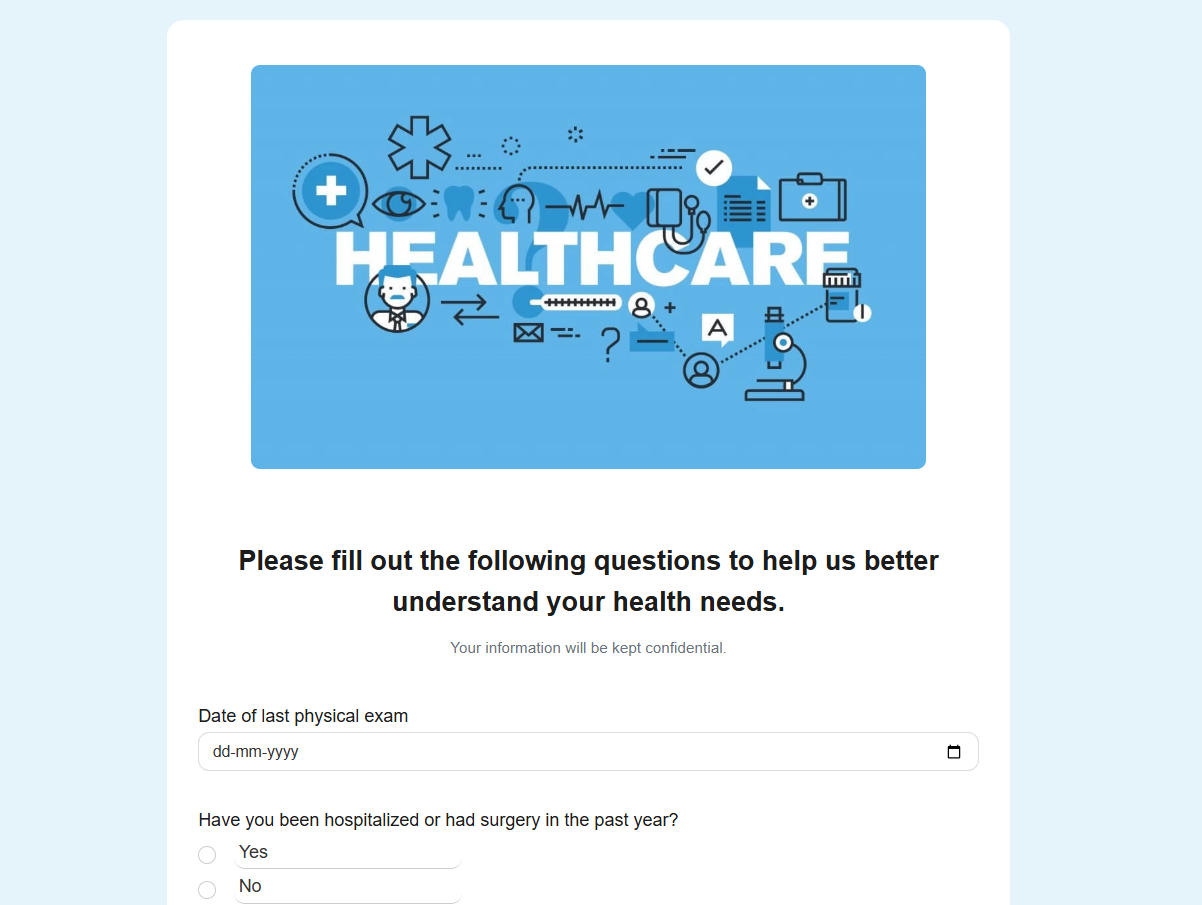 HEALTHCARE
A
Please fill out the following questions to help us better
understand your health needs.
Your information will be kept confidential.
Date of last physical exam
dd-mm-yyyy
Have you been hospitalized or had surgery in the past year?
Yes
No